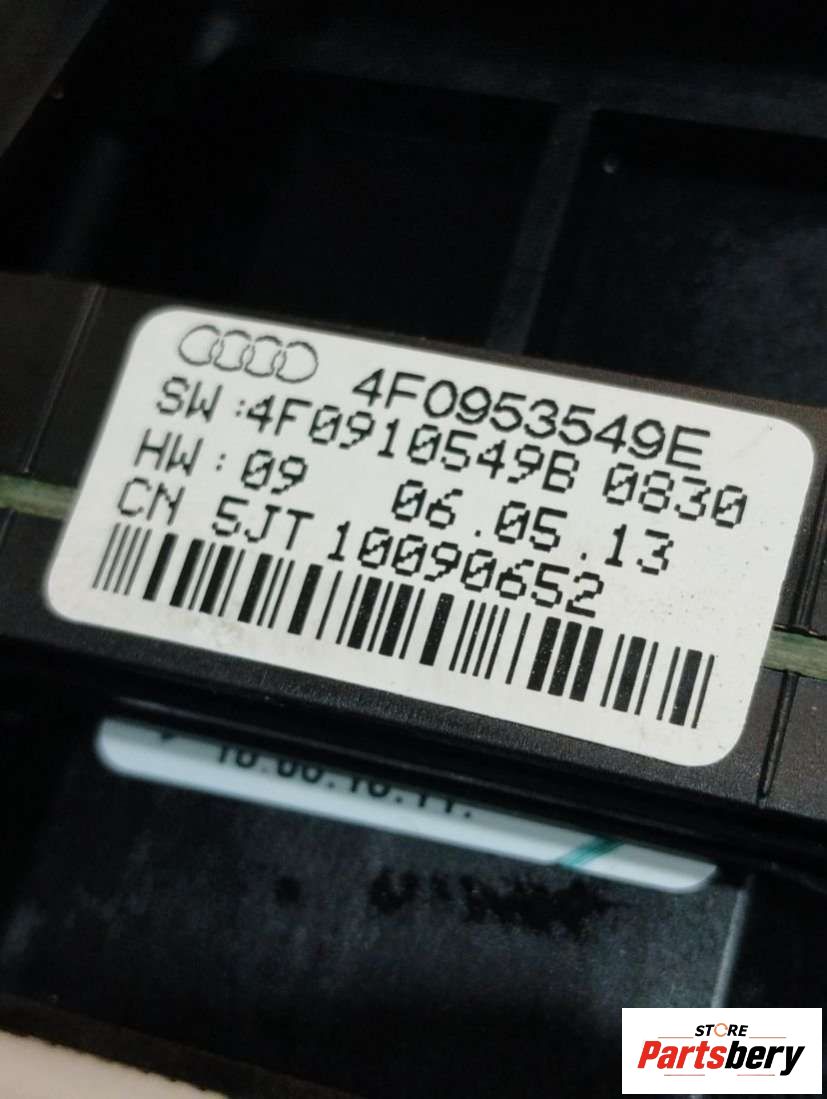 4F0953549E
SW:4F0910549B 0830
HW:09 06.05.13
CN 5JT 10090652
STORE
Partsbery